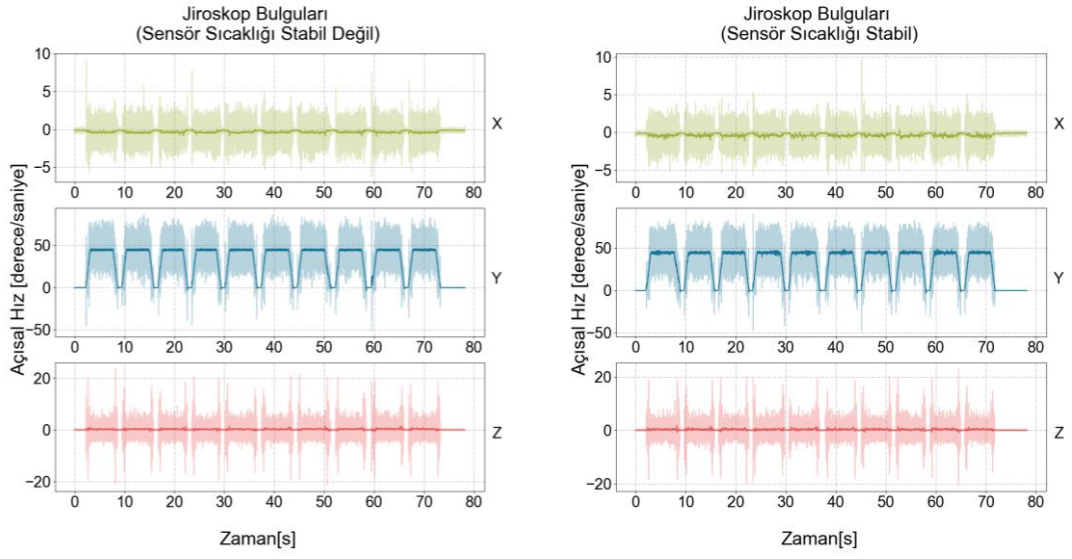 Jiroskop Bulguları
(Sensör Sıcaklığı Stabil Değil)
10
5
0
−5
X
0 10 20 30 40 50 60 70 80
50
0
−50
Y
0 10 20 30 40 50 60 70 80
20
0
−20
Z
0 10 20 30 40 50 60 70 80
Açısal Hız [derece/saniye]
Zaman[s]
Jiroskop Bulguları
(Sensör Sıcaklığı Stabil)
10
5
0
−5
X
0 10 20 30 40 50 60 70 80
50
0
−50
Y
0 10 20 30 40 50 60 70 80
20
0
−20
Z
0 10 20 30 40 50 60 70 80
Açısal Hız [derece/saniye]
Zaman[s]